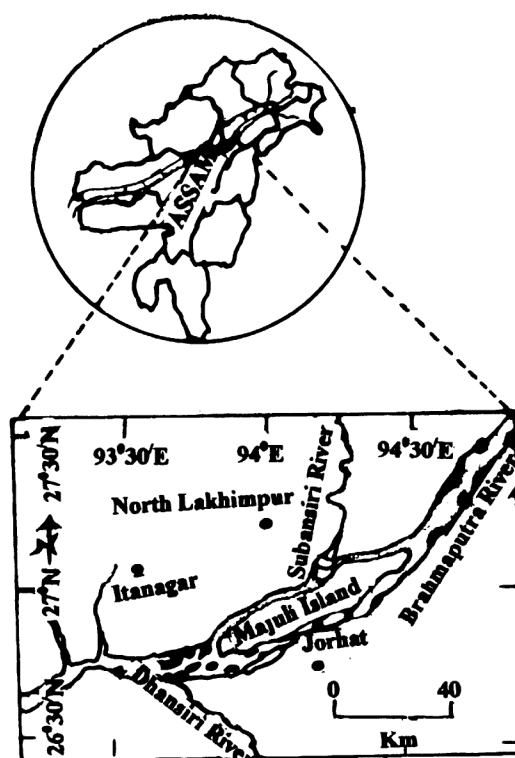 ASSAM
93°30'E
94°E
94°30'E
27°30'N
N
North Lakhimpur
Subansiri River
Brahmaputra River
Itanagar
27°N
Majuli Island
Jorhat
Dhansiri River
0 40
Km
26°30'N